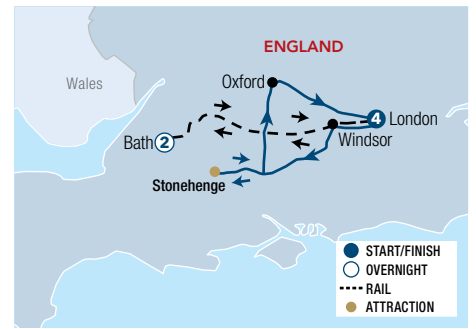 ENGLAND
Wales
Oxford
4 London
Windsor
Bath 2
Stonehenge
START/FINISH
OVERNIGHT
RAIL
ATTRACTION